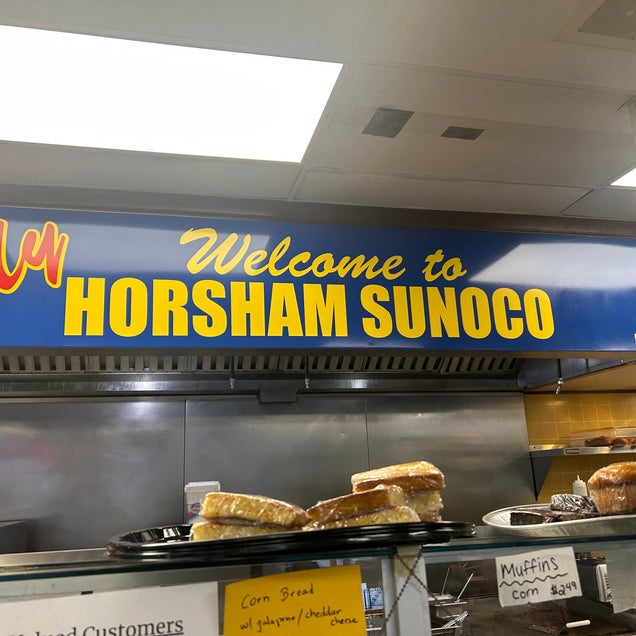 Welcome to
HORSHAM SUNOCO
Muffins
Corn $2.49
Corn Bread
w/ jalapeno/cheddar
cheese
Customers